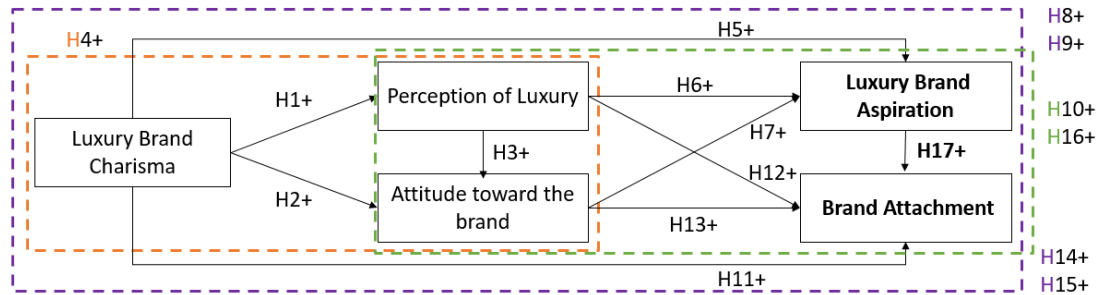 H8+
H5+
H4+
H9+
Perception of Luxury
H6+
Luxury Brand
Aspiration
H1+
H10+
H7+
Luxury Brand
Charisma
H16+
H3+
H17+
H12+
H2+
Attitude toward the
brand
H13+
Brand Attachment
H14+
H11+
H15+